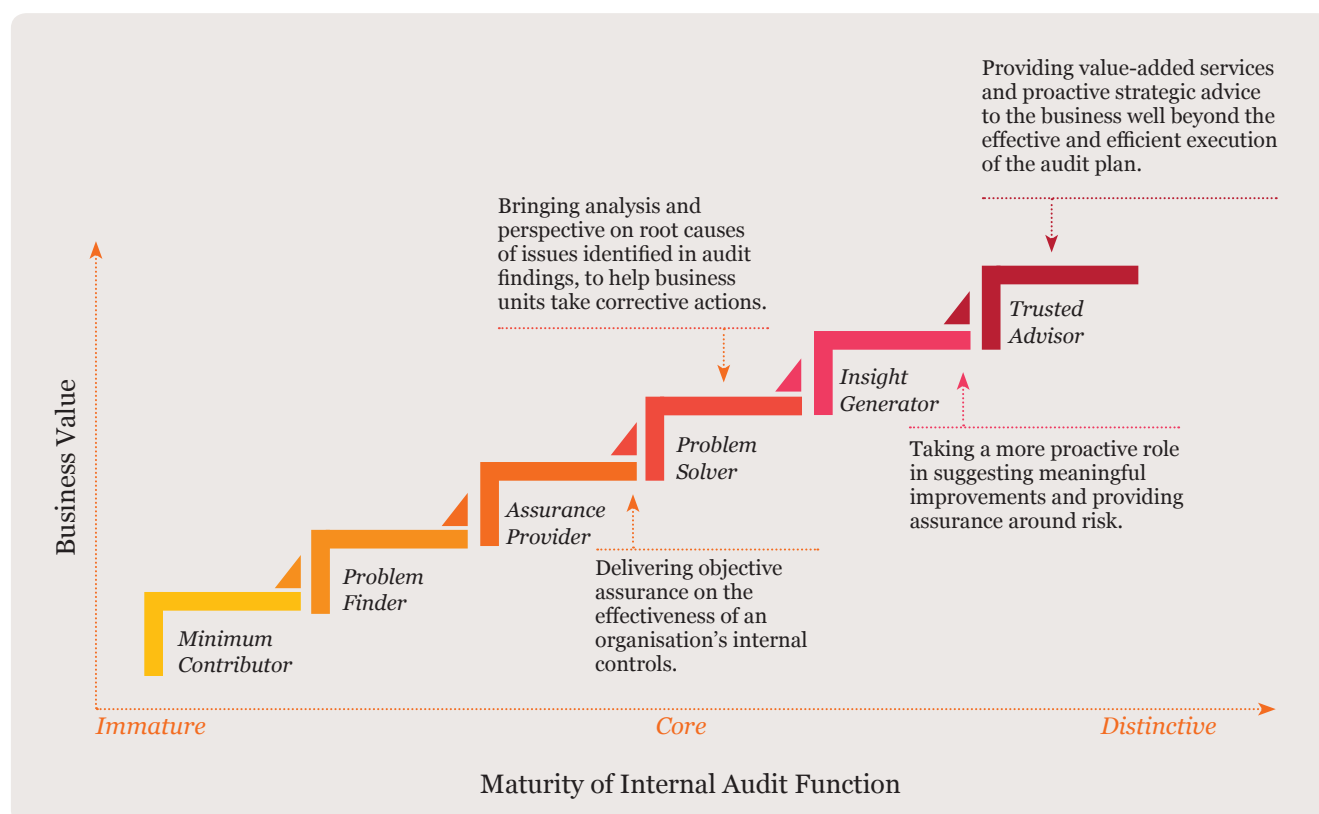 Providing value-added services
and proactive strategic advice
to the business well beyond the
effective and efficient execution
of the audit plan.
Bringing analysis and
perspective on root causes
of issues identified in audit
findings, to help business
units take corrective actions.
Trusted
Advisor
Insight
Generator
Problem
Solver
Taking a more proactive role
in suggesting meaningful
improvements and providing
assurance around risk.
Assurance
Provider
Delivering objective
assurance on the
effectiveness of an
organisation's internal
controls.
Problem
Finder
Minimum
Contributor
Business Value
Immature
Core
Distinctive
Maturity of Internal Audit Function